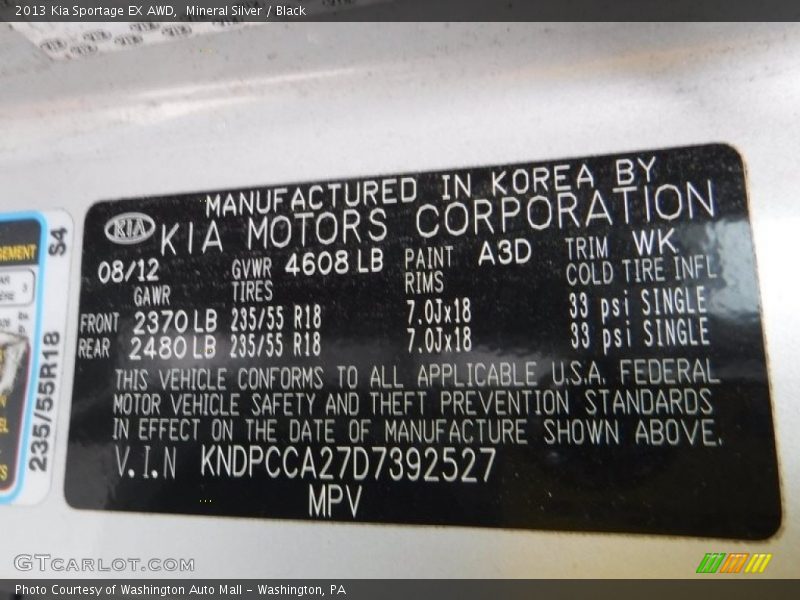 2013 Kia Sportage EX AWD, Mineral Silver / Black
MANUFACTURED IN KOREA BY
KIA KIA MOTORS CORPORATION
08/12 GVWR 4608 LB PAINT A3D TRIM WK
GAWR TIRES RIMS COLD TIRE INFL
FRONT 2370 LB 235/55 R18 7.0Jx18 33 psi SINGLE
REAR 2480 LB 235/55 R18 7.0Jx18 33 psi SINGLE
THIS VEHICLE CONFORMS TO ALL APPLICABLE U.S.A. FEDERAL
MOTOR VEHICLE SAFETY AND THEFT PREVENTION STANDARDS
IN EFFECT ON THE DATE OF MANUFACTURE SHOWN ABOVE.
V.I.N KNDPCCA27D7392527
MPV
S4
235/55R18
GTCARLOT.COM
Photo Courtesy of Washington Auto Mall - Washington, PA